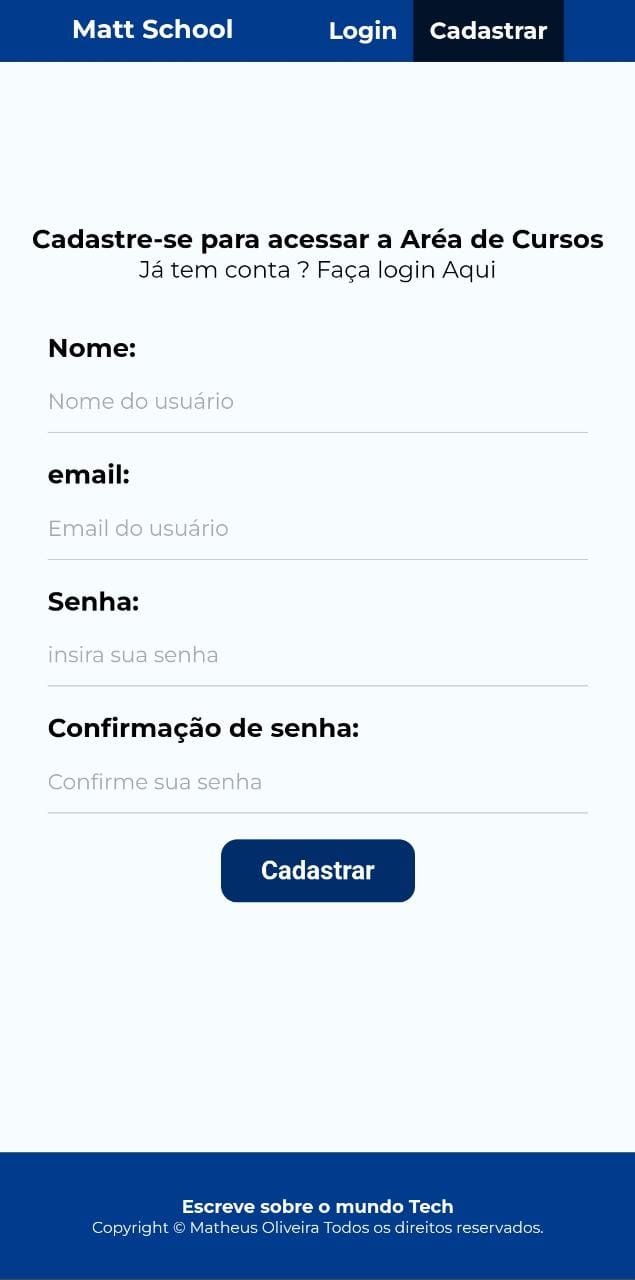 Matt School Login Cadastrar
Cadastre-se para acessar a Aréa de Cursos
Já tem conta ? Faça login Aqui
Nome:
Nome do usuário
email:
Email do usuário
Senha:
insira sua senha
Confirmação de senha:
Confirme sua senha
Cadastrar
Escreve sobre o mundo Tech
Copyright © Matheus Oliveira Todos os direitos reservados.